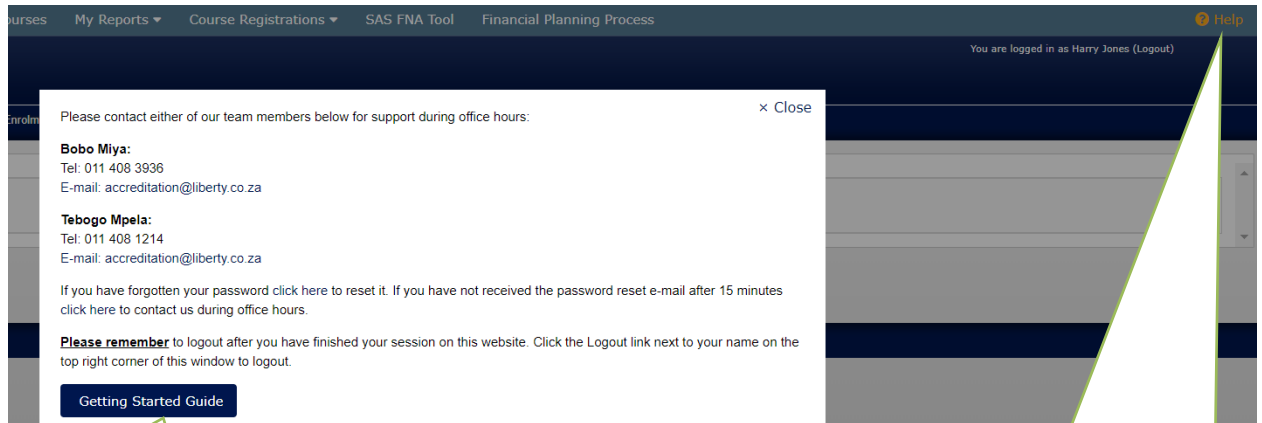 My Reports ▼ Course Registrations ▼ SAS FNA Tool Financial Planning Process Help
You are logged in as Harry Jones (Logout)
× Close
Please contact either of our team members below for support during office hours:
Bobo Miya:
Tel: 011 408 3936
E-mail: accreditation@liberty.co.za
Tebogo Mpela:
Tel: 011 408 1214
E-mail: accreditation@liberty.co.za
If you have forgotten your password click here to reset it. If you have not received the password reset e-mail after 15 minutes
click here to contact us during office hours.
Please remember to logout after you have finished your session on this website. Click the Logout link next to your name on the
top right corner of this window to logout.
Getting Started Guide